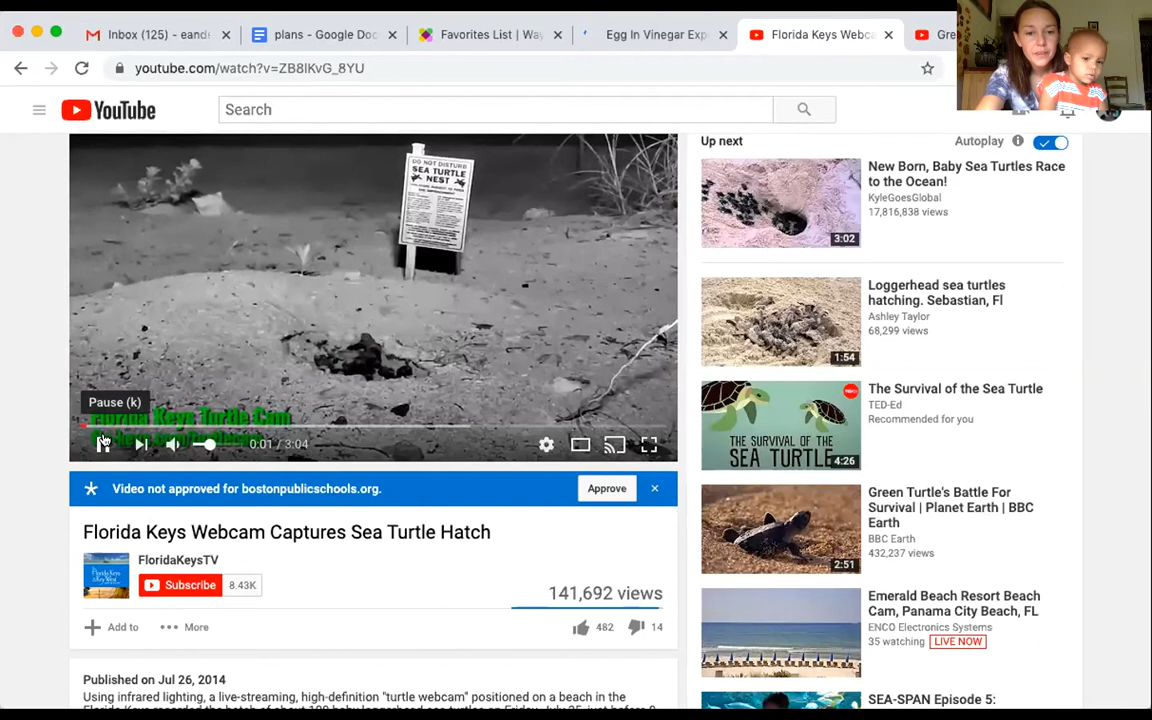 Inbox (125) - eand
plans - Google Doc
Favorites List | Way
Egg In Vinegar Exp
Florida Keys Webca
Gre
youtube.com/watch?v=ZB8lKvG_8YU
YouTube
Search
DO NOT DISTURB
SEA TURTLE
NEST
Pause (k)
Florida Keys Turtle Cam
0:01 / 3:04
Video not approved for bostonpublicschools.org.
Approve
Florida Keys Webcam Captures Sea Turtle Hatch
FloridaKeysTV
Subscribe
8.43K
141,692 views
Add to
More
482
14
Published on Jul 26, 2014
Using infrared lighting, a live-streaming, high-definition "turtle webcam" positioned on a beach in the
Up next
Autoplay
New Born, Baby Sea Turtles Race
to the Ocean!
KyleGoesGlobal
17,816,838 views
3:02
Loggerhead sea turtles
hatching. Sebastian, Fl
Ashley Taylor
68,299 views
1:54
The Survival of the Sea Turtle
TED-Ed
Recommended for you
THE SURVIVAL OF THE
SEA TURTLE
4:26
Green Turtle's Battle For
Survival | Planet Earth | BBC
Earth
BBC Earth
432,237 views
2:51
Emerald Beach Resort Beach
Cam, Panama City Beach, FL
ENCO Electronics Systems
35 watching
LIVE NOW
SEA-SPAN Episode 5: